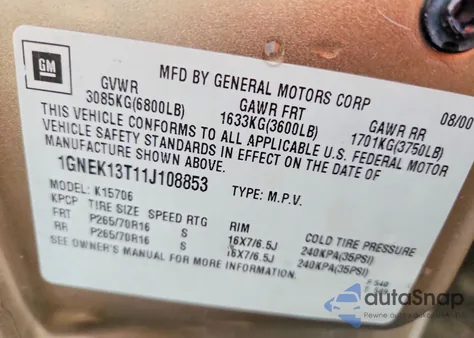 GM
MFD BY GENERAL MOTORS CORP 08/00
GVWR GAWR FRT GAWR RR
3085KG(6800LB) 1633KG(3600LB) 1701KG(3750LB)
THIS VEHICLE CONFORMS TO ALL APPLICABLE U.S. FEDERAL MOTOR
VEHICLE SAFETY STANDARDS IN EFFECT ON THE DATE OF
MANUFACTURE SHOWN ABOVE.
1GNEK13T11J108853 TYPE: M.P.V.
MODEL: K15706
KPCP TIRE SIZE SPEED RTG RIM COLD TIRE PRESSURE
FRT P265/70R16 S 16X7/6.5J 240KPA(35PSI)
RR P265/70R16 S 16X7/6.5J 240KPA(35PSI)
SEE OWNER'S MANUAL FOR MORE INFORMATION.
autaSnap